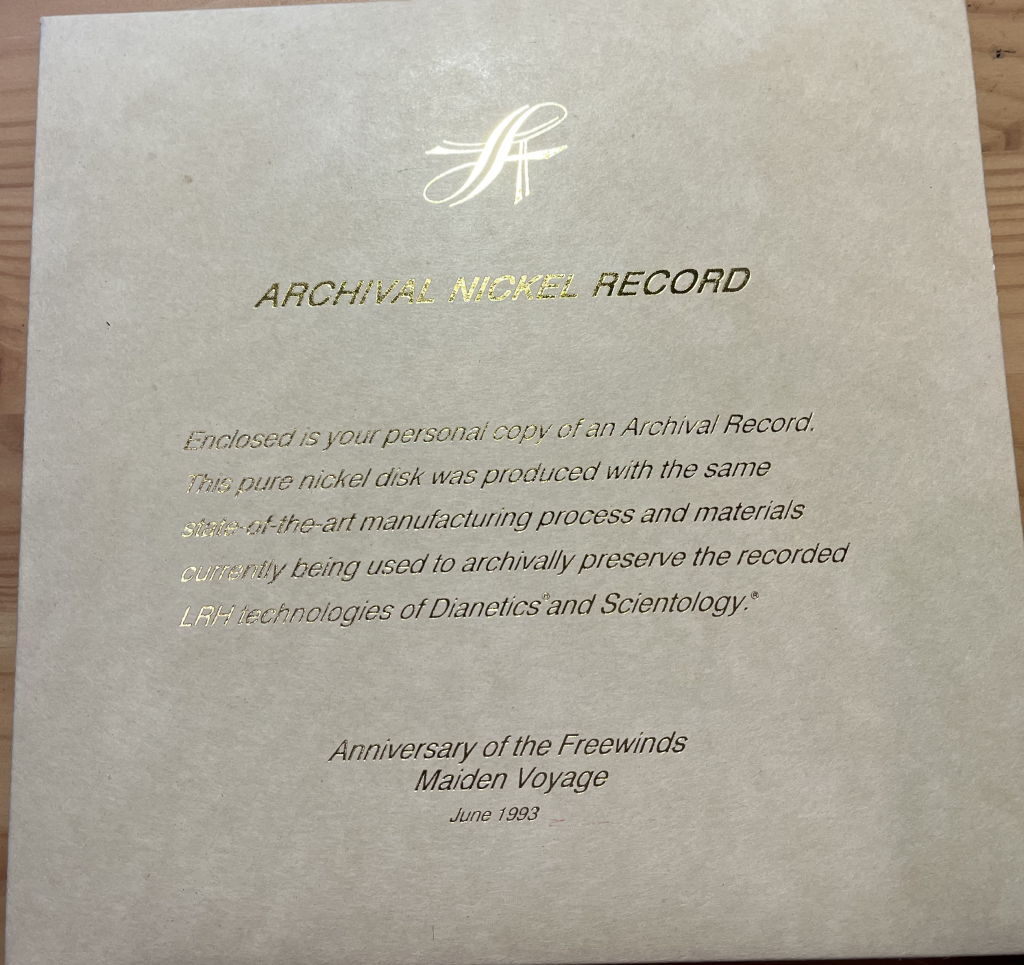 ARCHIVAL NICKEL RECORD
Enclosed is your personal copy of an Archival Record.
This pure nickel disk was produced with the same
state-of-the-art manufacturing process and materials
currently being used to archivally preserve the recorded
LRH technologies of Dianetics® and Scientology.®
Anniversary of the Freewinds
Maiden Voyage
June 1993